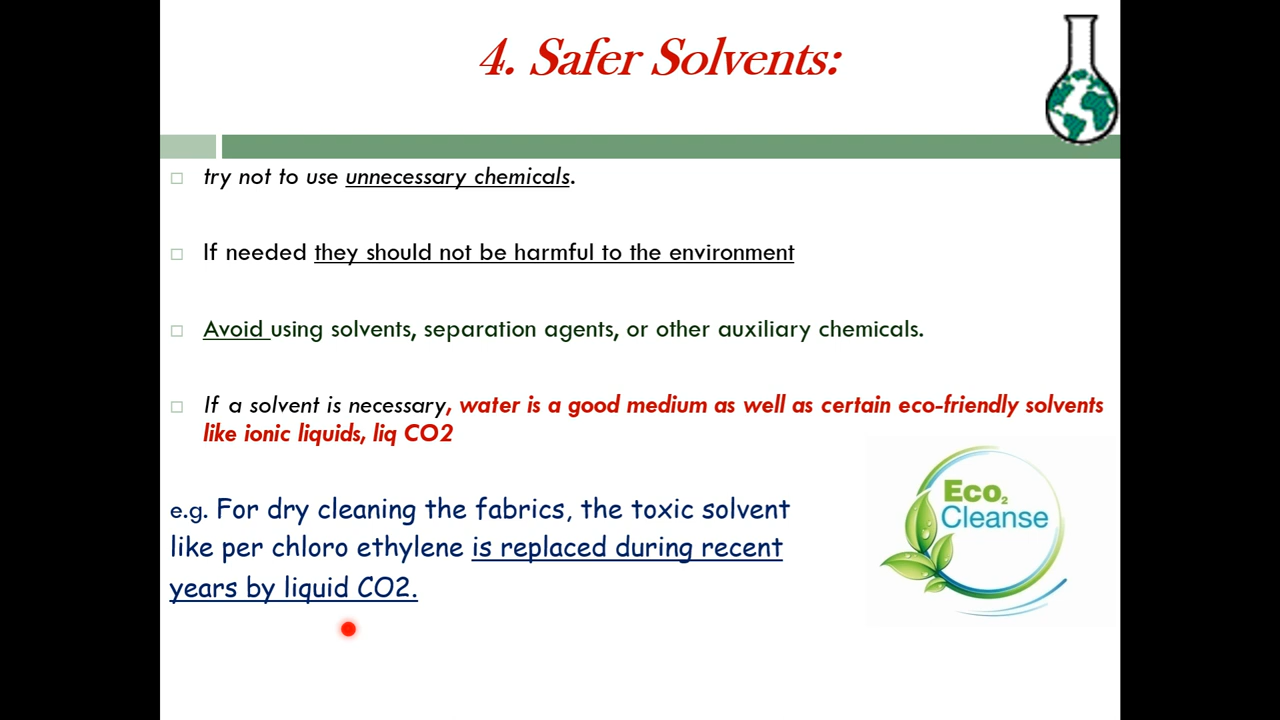 4. Safer Solvents:
try not to use unnecessary chemicals.
If needed they should not be harmful to the environment
Avoid using solvents, separation agents, or other auxiliary chemicals.
If a solvent is necessary, water is a good medium as well as certain eco-friendly solvents
like ionic liquids, liq CO2
e.g. For dry cleaning the fabrics, the toxic solvent
like per chloro ethylene is replaced during recent
years by liquid CO2.
Eco₂
Cleanse